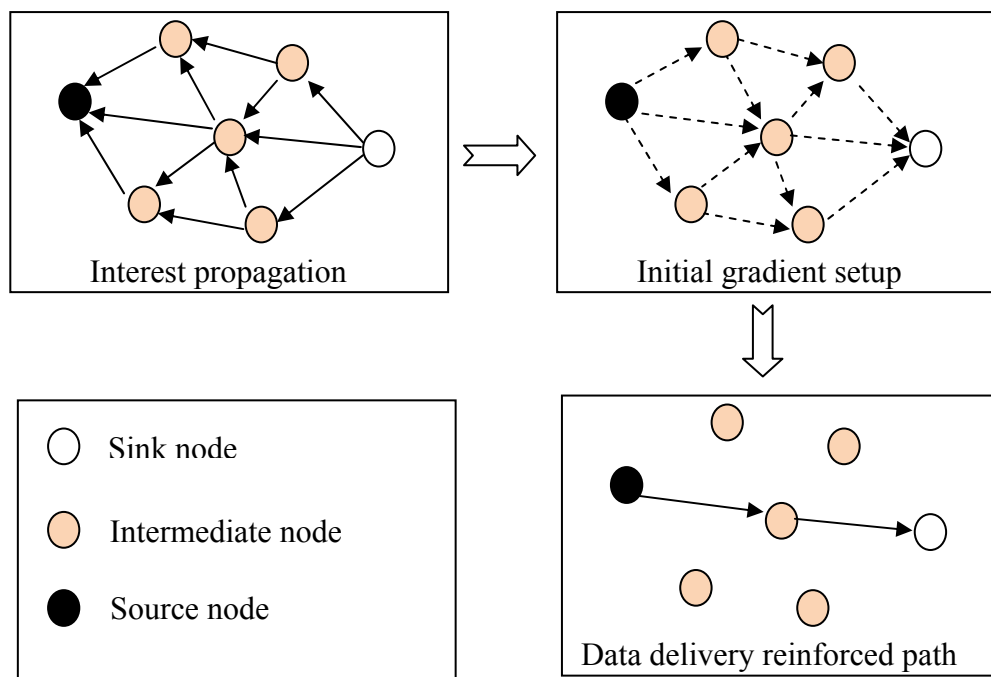 Interest propagation
Initial gradient setup
Sink node
Intermediate node
Source node
Data delivery reinforced path